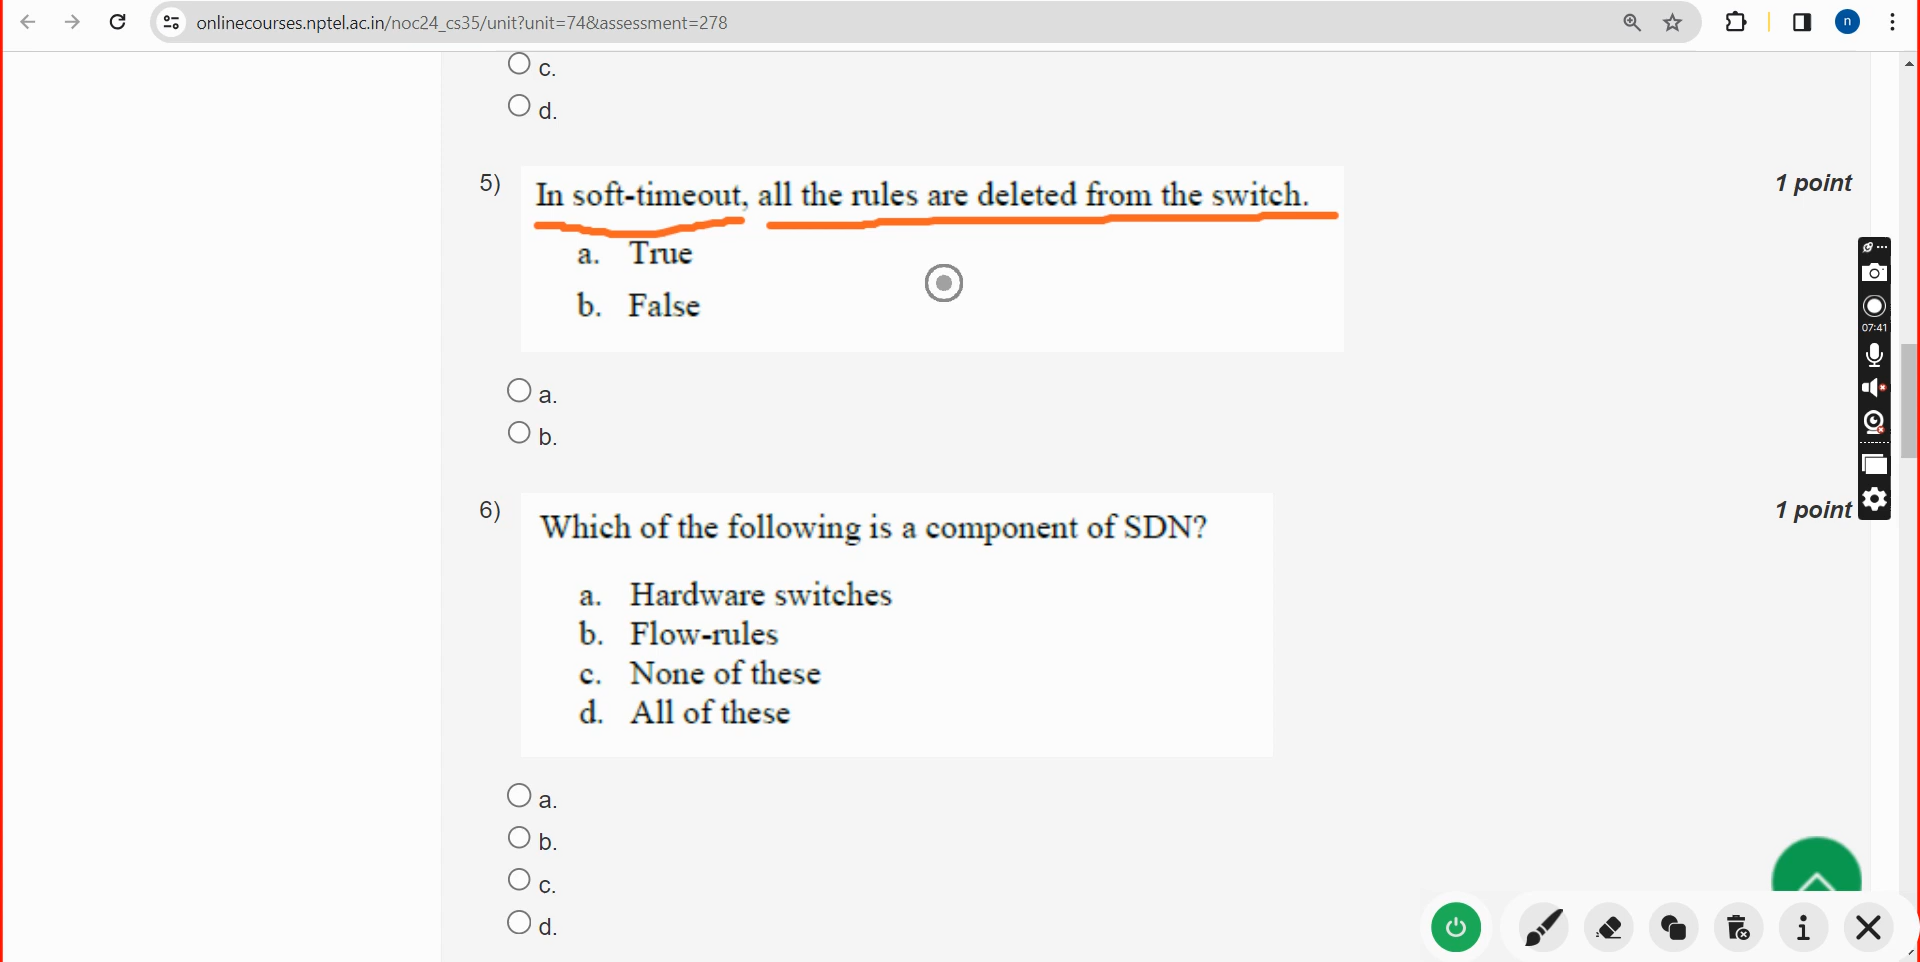 onlinecourses.nptel.ac.in/noc24_cs35/unit?unit=74&assessment=278
n
c.
d.
5)
In soft-timeout, all the rules are deleted from the switch.
1 point
a. True
b. False
07:41
a.
b.
6)
Which of the following is a component of SDN?
1 point
a. Hardware switches
b. Flow-rules
c. None of these
d. All of these
a.
b.
c.
d.